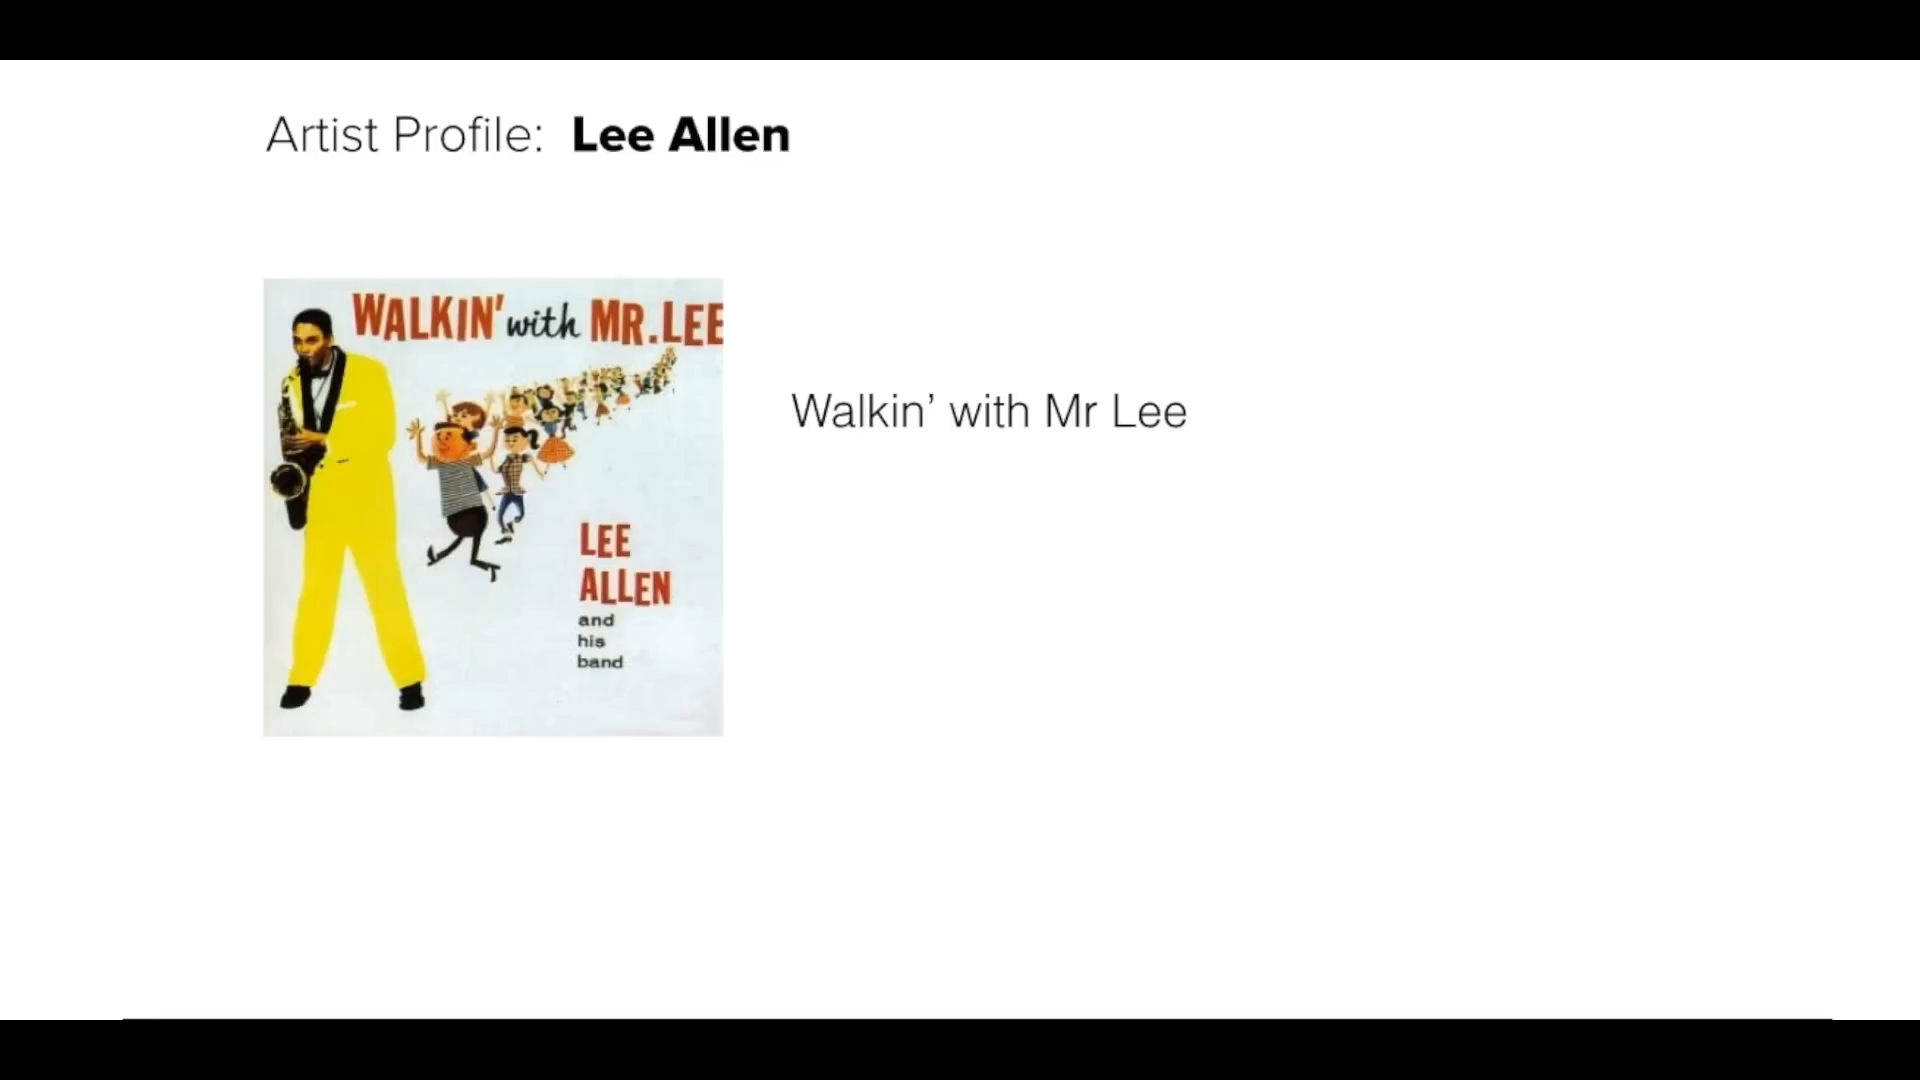 Artist Profile: Lee Allen
WALKIN' with MR. LEE
Walkin’ with Mr Lee
LEE
ALLEN
and
his
band